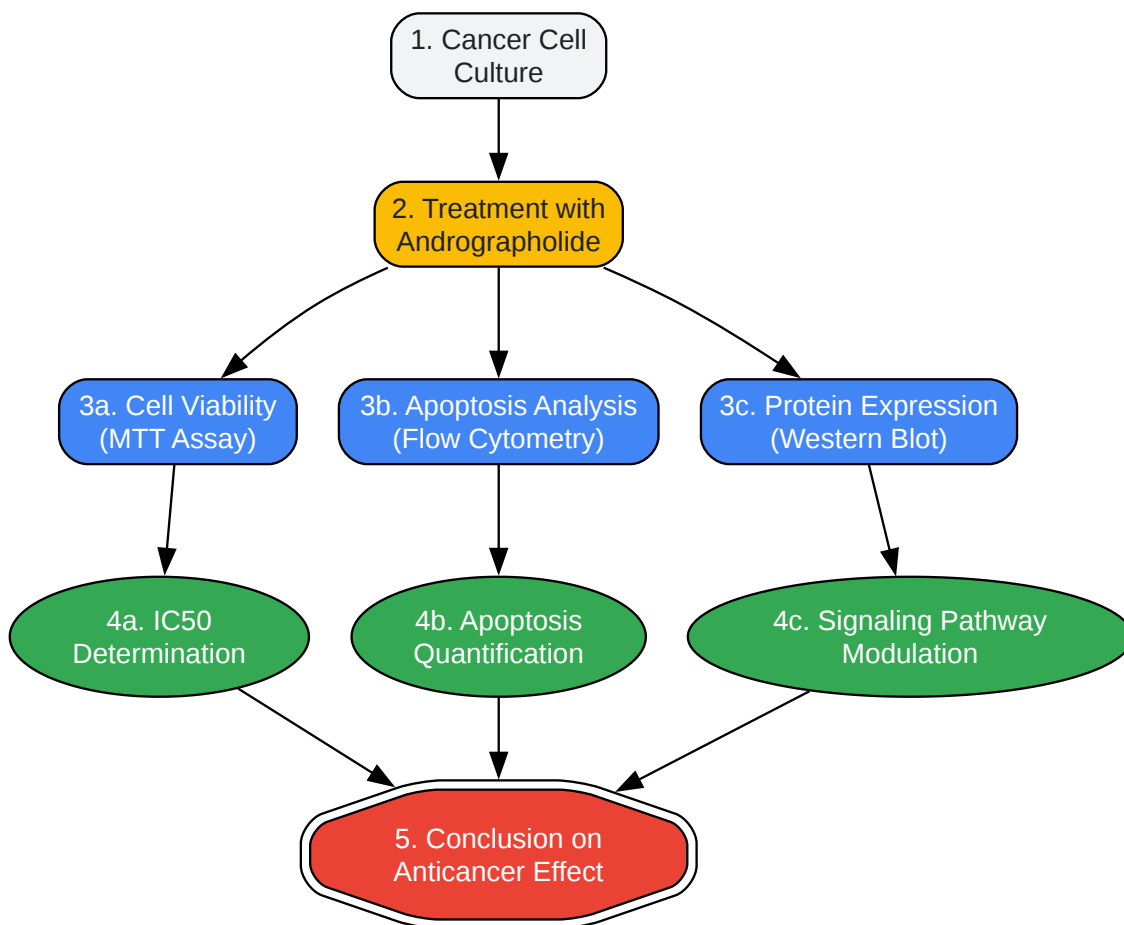 1. Cancer Cell
Culture
2. Treatment with
Andrographolide
3a. Cell Viability
(MTT Assay)
3b. Apoptosis Analysis
(Flow Cytometry)
3c. Protein Expression
(Western Blot)
4a. IC50
Determination
4b. Apoptosis
Quantification
4c. Signaling Pathway
Modulation
5. Conclusion on
Anticancer Effect